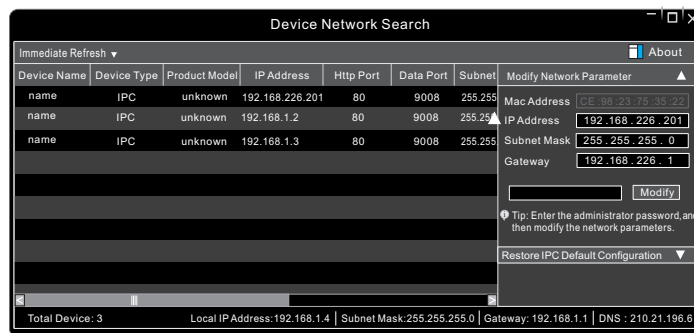 Device Network Search
Immediate Refresh
About
Device Name Device Type Product Model IP Address Http Port Data Port Subnet
name IPC unknown 192.168.226.201 80 9008 255.255
name IPC unknown 192.168.1.2 80 9008 255.255
name IPC unknown 192.168.1.3 80 9008 255.255
Modify Network Parameter
Mac Address CE:98:23:75:35:22
IP Address 192.168.226.201
Subnet Mask 255.255.255. 0
Gateway 192.168.226. 1
Modify
Tip: Enter the administrator password, and
then modify the network parameters.
Restore IPC Default Configuration
Total Device: 3 Local IP Address:192.168.1.4 Subnet Mask:255.255.255.0 Gateway: 192.168.1.1 DNS : 210.21.196.6